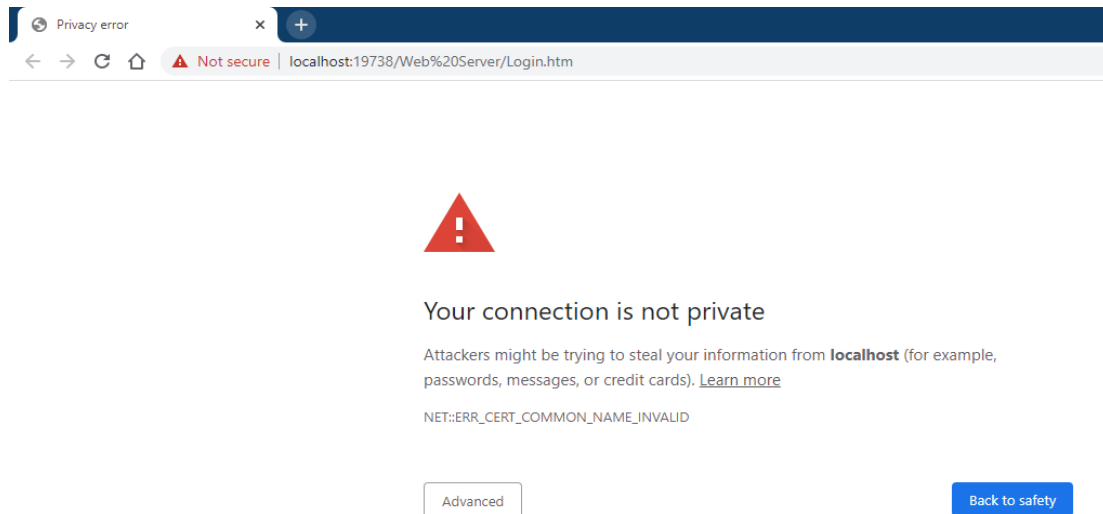 Privacy error
Not secure | localhost:19738/Web%20Server/Login.htm
Your connection is not private
Attackers might be trying to steal your information from localhost (for example,
passwords, messages, or credit cards). Learn more
NET::ERR_CERT_COMMON_NAME_INVALID
Advanced
Back to safety